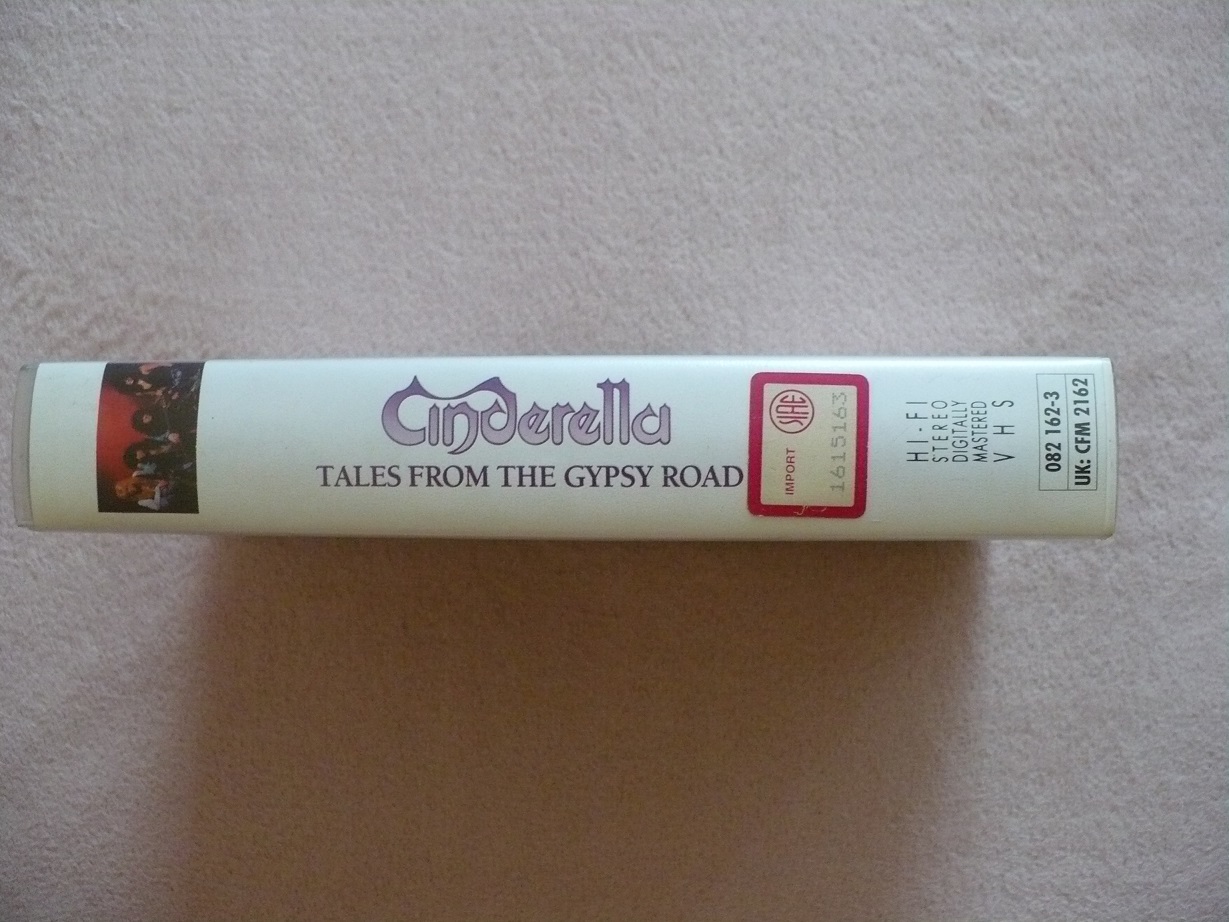 Cinderella
TALES FROM THE GYPSY ROAD
SIAE
IMPORT
1615163
HI-FI
STEREO
DIGITALLY
MASTERED
VHS
082 162-3
UK: CFM 2162